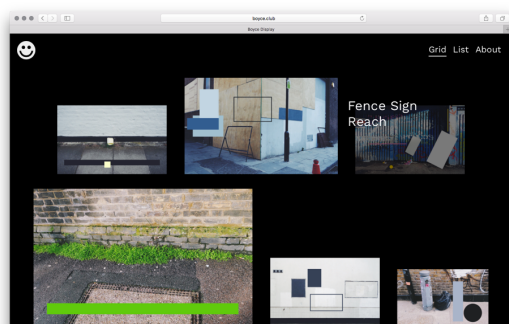 boyce.club
Boyce Display
Grid List About
Fence Sign
Reach